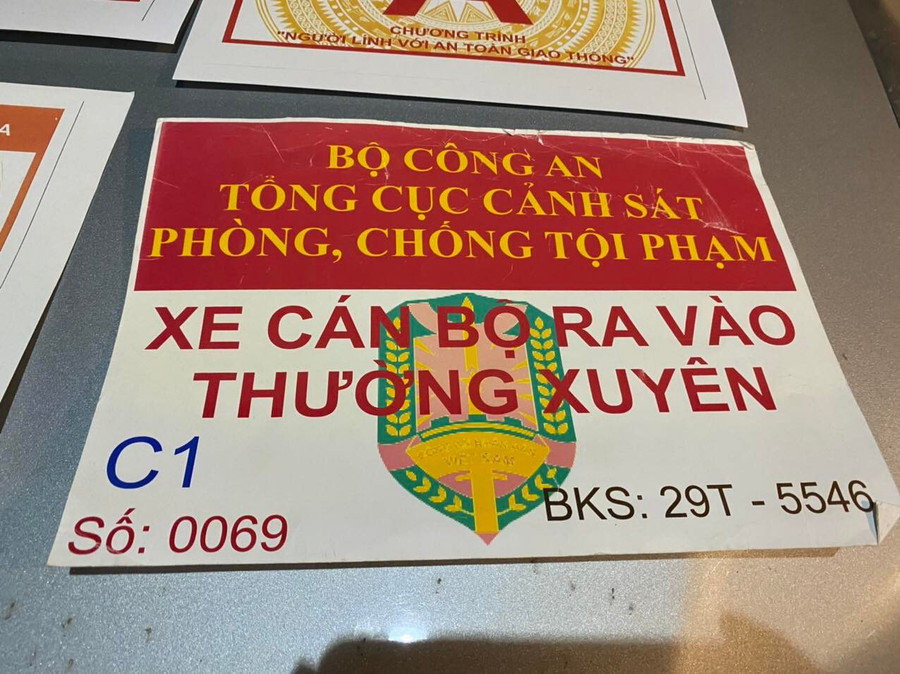 A
CHƯƠNG TRÌNH
"NGƯỜI LÍNH VỚI AN TOÀN GIAO THÔNG"
A
BỘ CÔNG AN
TỔNG CỤC CẢNH SÁT
PHÒNG, CHỐNG TỘI PHẠM
XE CÁN BỘ RA VÀO
THƯỜNG XUYÊN
C1
BKS: 29T - 5546
Số: 0069